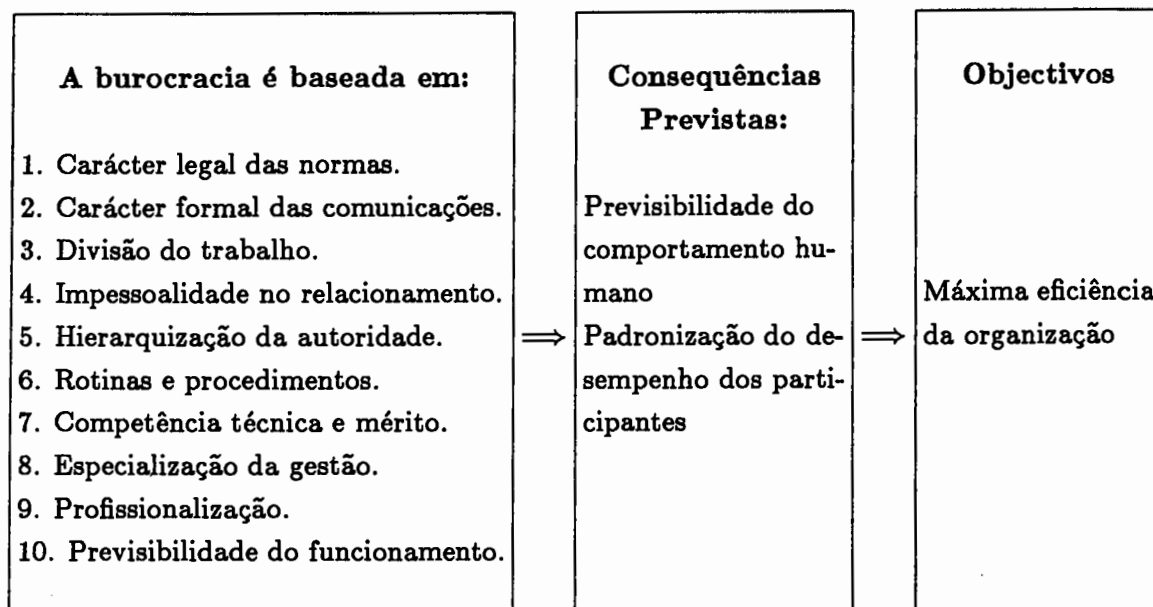 A burocracia é baseada em:
1. Carácter legal das normas.
2. Carácter formal das comunicações.
3. Divisão do trabalho.
4. Impessoalidade no relacionamento.
5. Hierarquização da autoridade.
6. Rotinas e procedimentos.
7. Competência técnica e mérito.
8. Especialização da gestão.
9. Profissionalização.
10. Previsibilidade do funcionamento.
⟹
Consequências
Previstas:
Previsibilidade do
comportamento hu-
mano
Padronização do de-
sempenho dos parti-
cipantes
⟹
Objectivos
Máxima eficiência
da organização